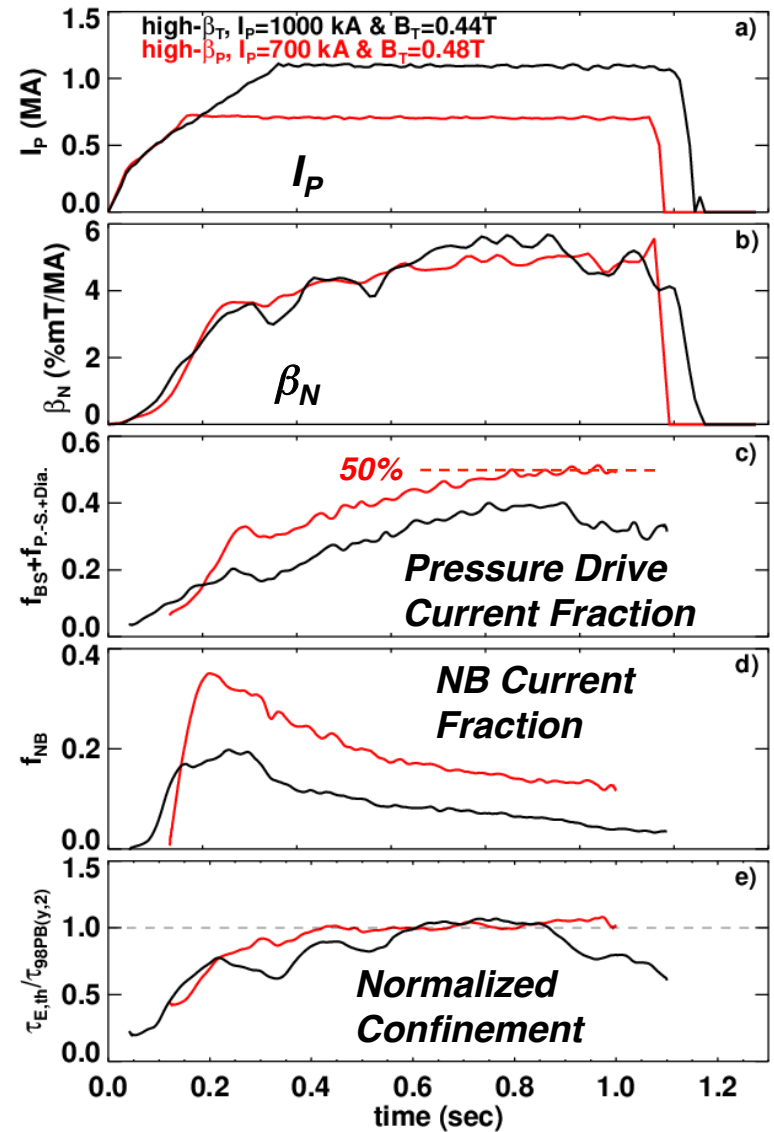 high-βT, IP=1000 kA & BT=0.44T
high-βP, IP=700 kA & BT=0.48T
a)
1.5
1.0
0.5
0.0
IP (MA)
IP
b)
6
4
2
0
βN (%mT/MA)
βN
c)
0.6
0.4
0.2
0.0
fBS+fP.-S.+Dia.
50%
Pressure Drive
Current Fraction
d)
0.4
0.2
0.0
fNB
NB Current
Fraction
e)
1.5
1.0
0.5
0.0
τE,th/τ98PB(y,2)
Normalized
Confinement
0.0 0.2 0.4 0.6 0.8 1.0 1.2
time (sec)